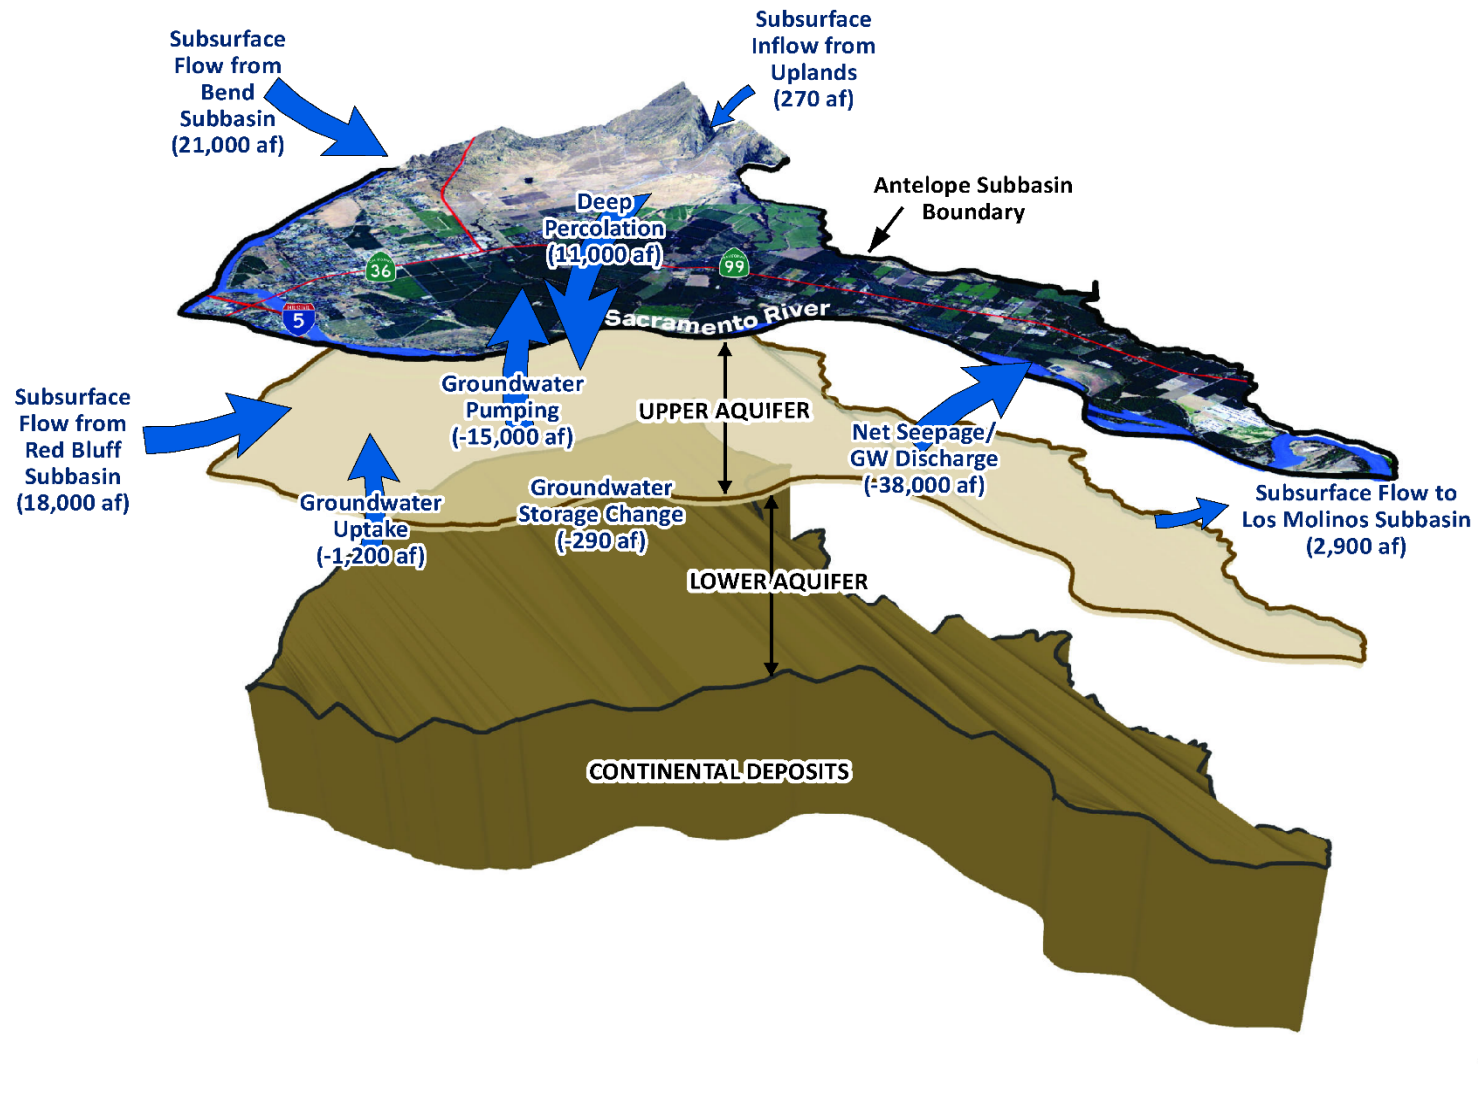 Subsurface
Flow from
Bend
Subbasin
(21,000 af)
Subsurface
Inflow from
Uplands
(270 af)
Antelope Subbasin
Boundary
Deep
Percolation
(11,000 af)
36
99
5
Sacramento River
Subsurface
Flow from
Red Bluff
Subbasin
(18,000 af)
Groundwater
Pumping
(-15,000 af)
UPPER AQUIFER
Net Seepage/
GW Discharge
(-38,000 af)
Groundwater
Uptake
(-1,200 af)
Groundwater
Storage Change
(-290 af)
Subsurface Flow to
Los Molinos Subbasin
(2,900 af)
LOWER AQUIFER
CONTINENTAL DEPOSITS